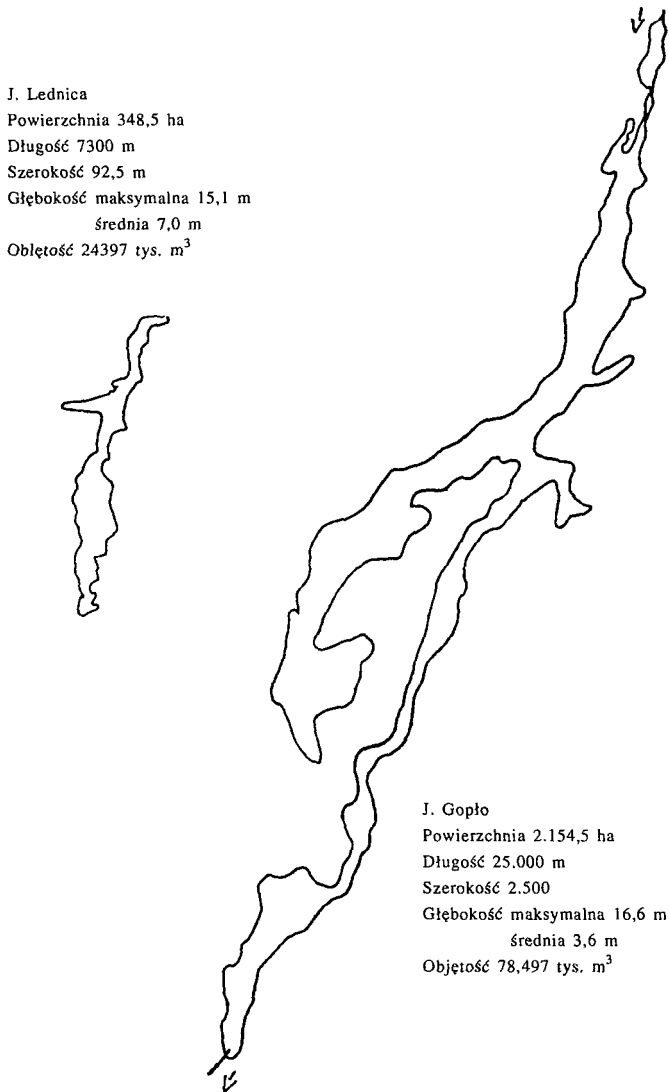 J. Lednica
Powierzchnia 348,5 ha
Długość 7300 m
Szerokość 92,5 m
Głębokość maksymalna 15,1 m
średnia 7,0 m
Oblętość 24397 tys. m³
J. Gopło
Powierzchnia 2.154,5 ha
Długość 25.000 m
Szerokość 2.500
Głębokość maksymalna 16,6 m
średnia 3,6 m
Objętość 78,497 tys. m³